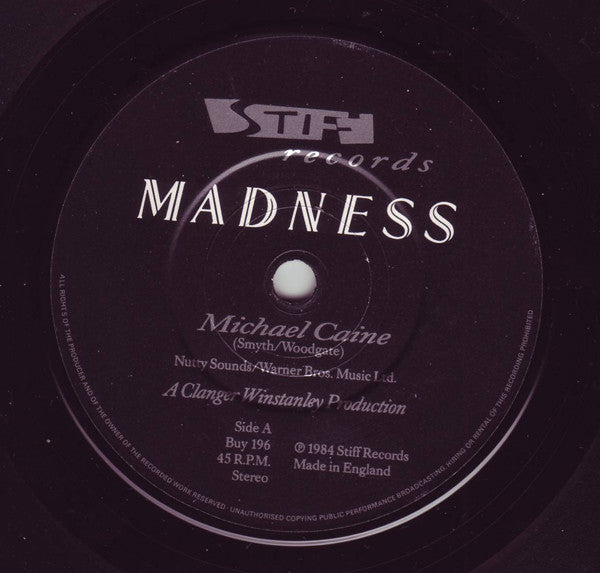 STIFF
records
MADNESS
Michael Caine
(Smyth/Woodgate)
Nutty Sounds/Warner Bros. Music Ltd.
A Clanger Winstanley Production
Side A
Buy 196
45 R.P.M.
Stereo
℗ 1984 Stiff Records
Made in England
ALL RIGHTS OF THE PRODUCER AND OF THE OWNER OF THE RECORDED WORK RESERVED · UNAUTHORISED COPYING PUBLIC PERFORMANCE BROADCASTING, HIRING OR RENTAL OF THIS RECORDING PROHIBITED